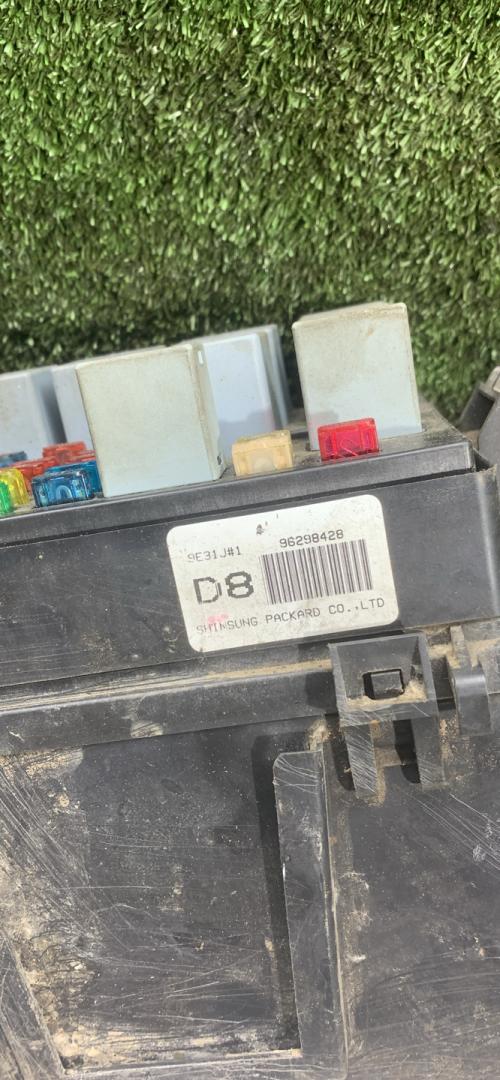 9E31J#1 96298428
D8
SHINSUNG PACKARD CO.,LTD